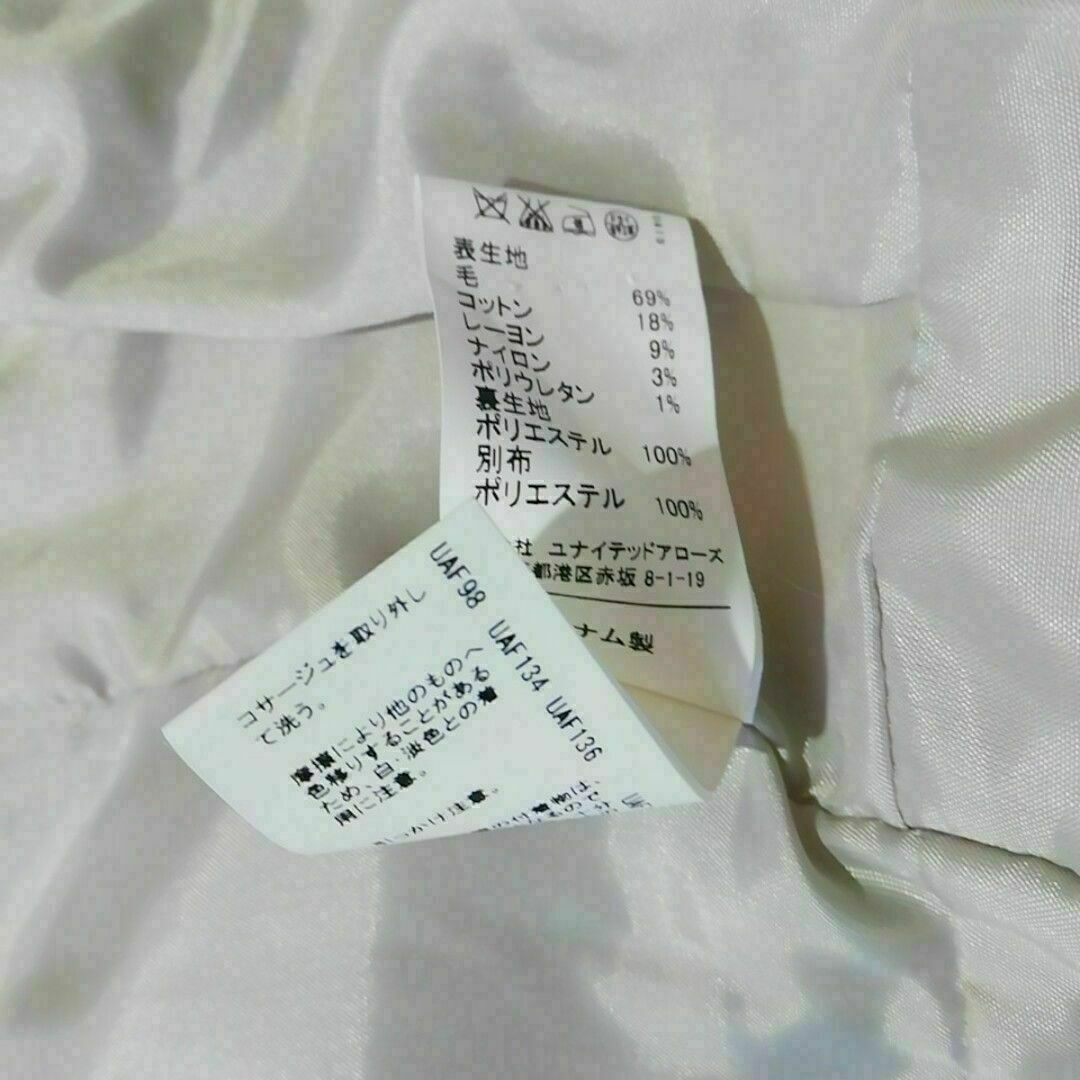 表生地
毛 69%
コットン 18%
レーヨン 9%
ナイロン 3%
ポリウレタン 1%
裏生地
ポリエステル 100%
別布
ポリエステル 100%
社 ユナイテッドアローズ
都港区赤坂 8-1-19
ナム製
UAF98 UAF134 UAF136
コサージュを取り外し
て洗う。
摩擦により他のものへ
色移りすることがある
ため、白・淡色との着
用に注意。